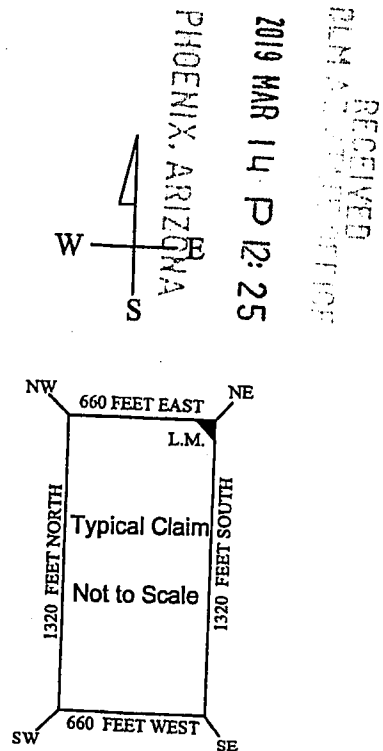 RECEIVED
2019 MAR 14 P 12:25
PHOENIX, ARIZONA
W
E
S
NW
660 FEET EAST
NE
L.M.
1320 FEET NORTH
Typical Claim
Not to Scale
1320 FEET SOUTH
SW
660 FEET WEST
SE